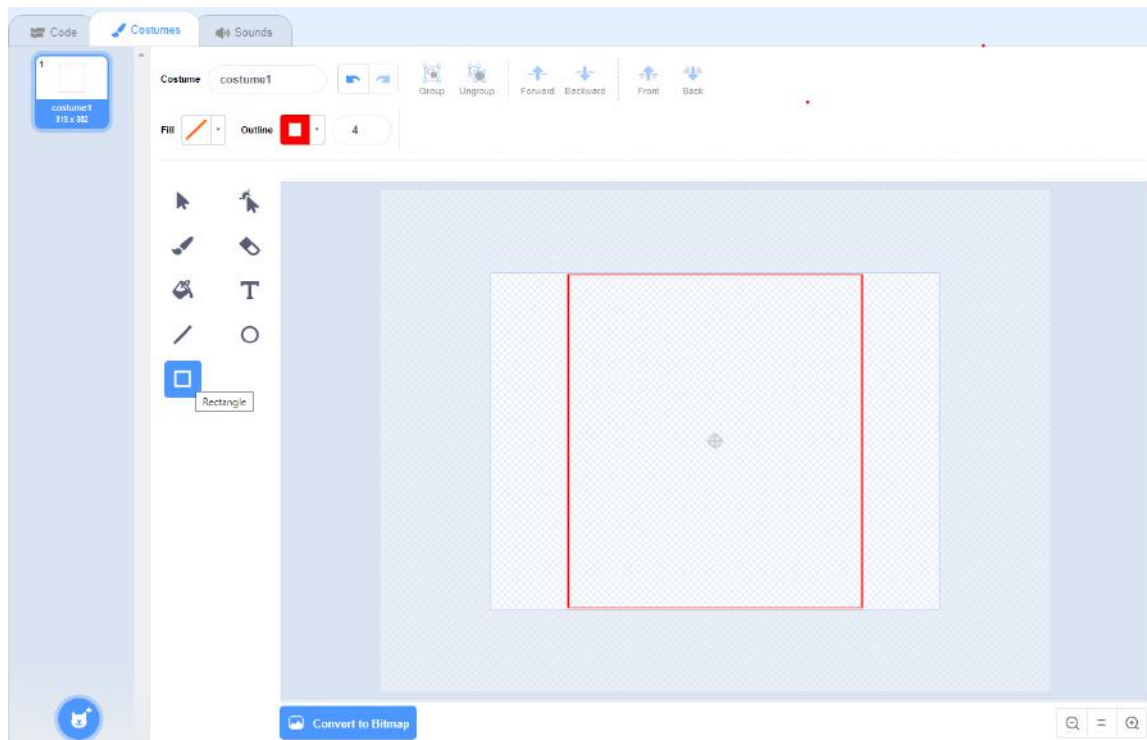 Code Costumes Sounds
1
costume1
Costume costume1 Group Ungroup Forward Backward Front Back
Fill Outline 4
T
Rectangle
Convert to Bitmap
=